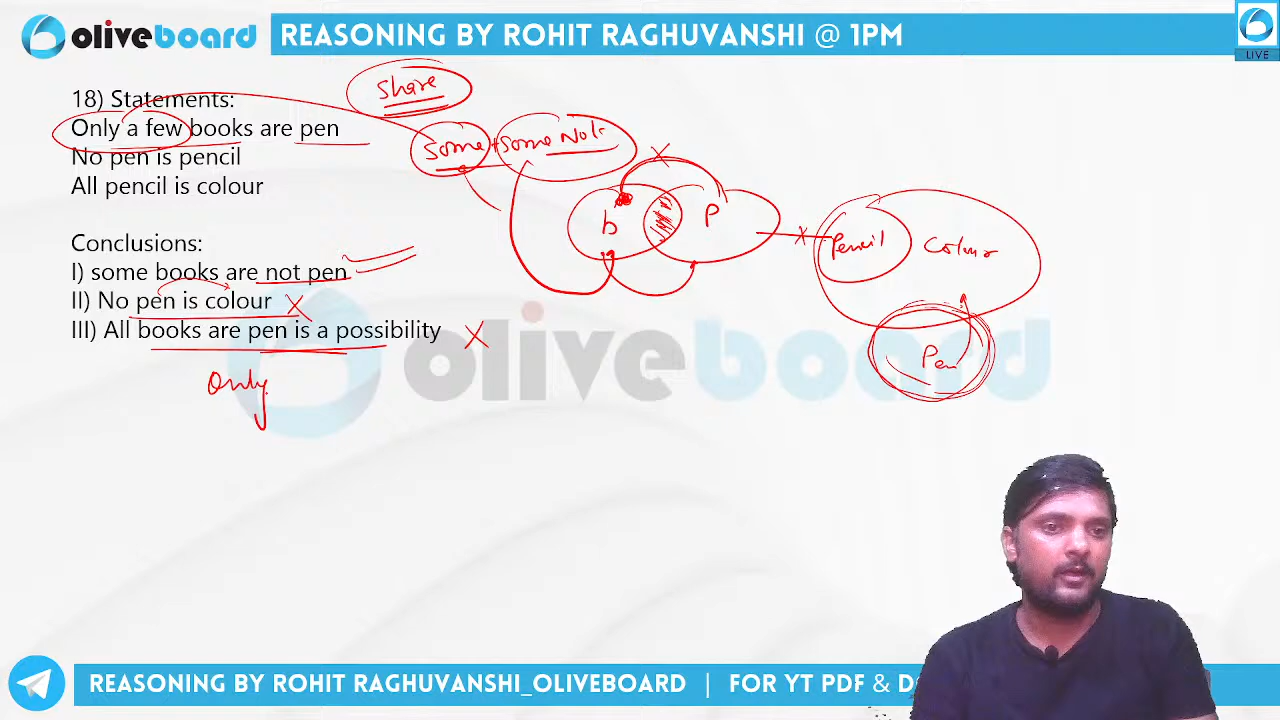 oliveboard
REASONING BY ROHIT RAGHUVANSHI @ 1PM
LIVE
18) Statements:
Only a few books are pen
No pen is pencil
All pencil is colour
Conclusions:
I) some books are not pen
II) No pen is colour
III) All books are pen is a possibility
Only
Share
Some + Some Not
b
P
Pencil
Colour
Pen
oliveboard
REASONING BY ROHIT RAGHUVANSHI_OLIVEBOARD | FOR YT PDF &